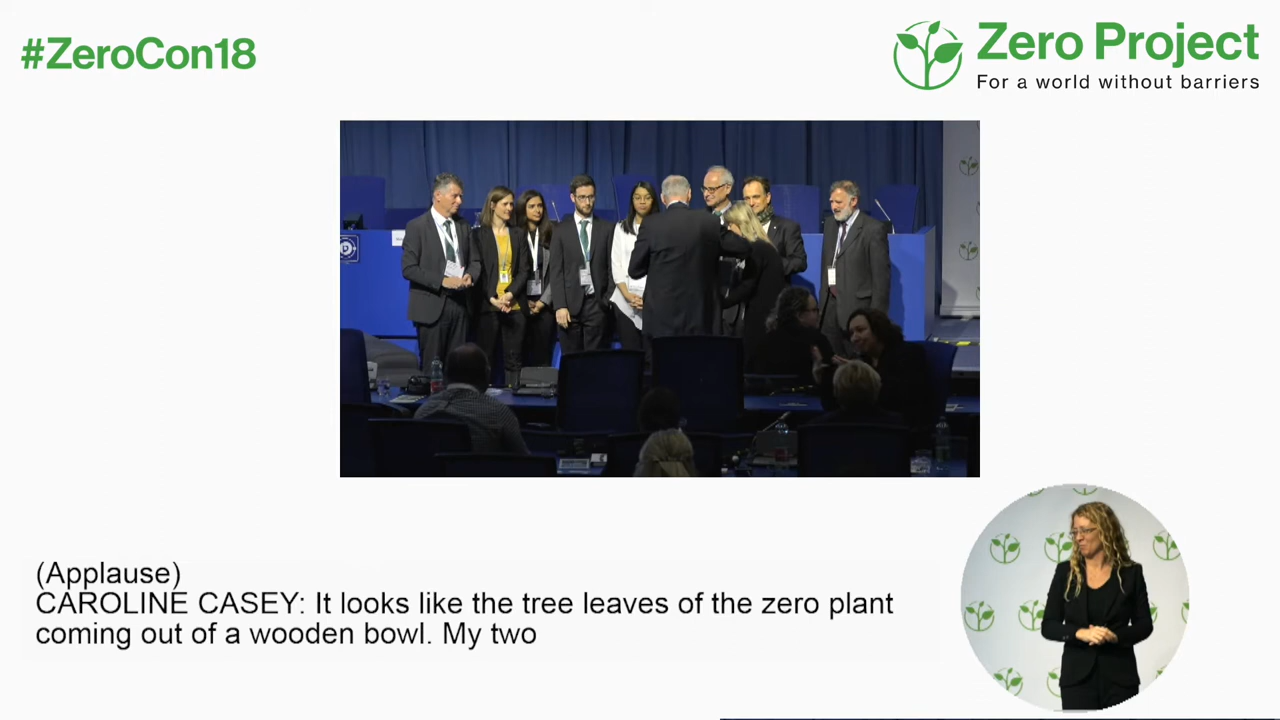 #ZeroCon18
Zero Project
For a world without barriers
(Applause)
CAROLINE CASEY: It looks like the tree leaves of the zero plant
coming out of a wooden bowl. My two